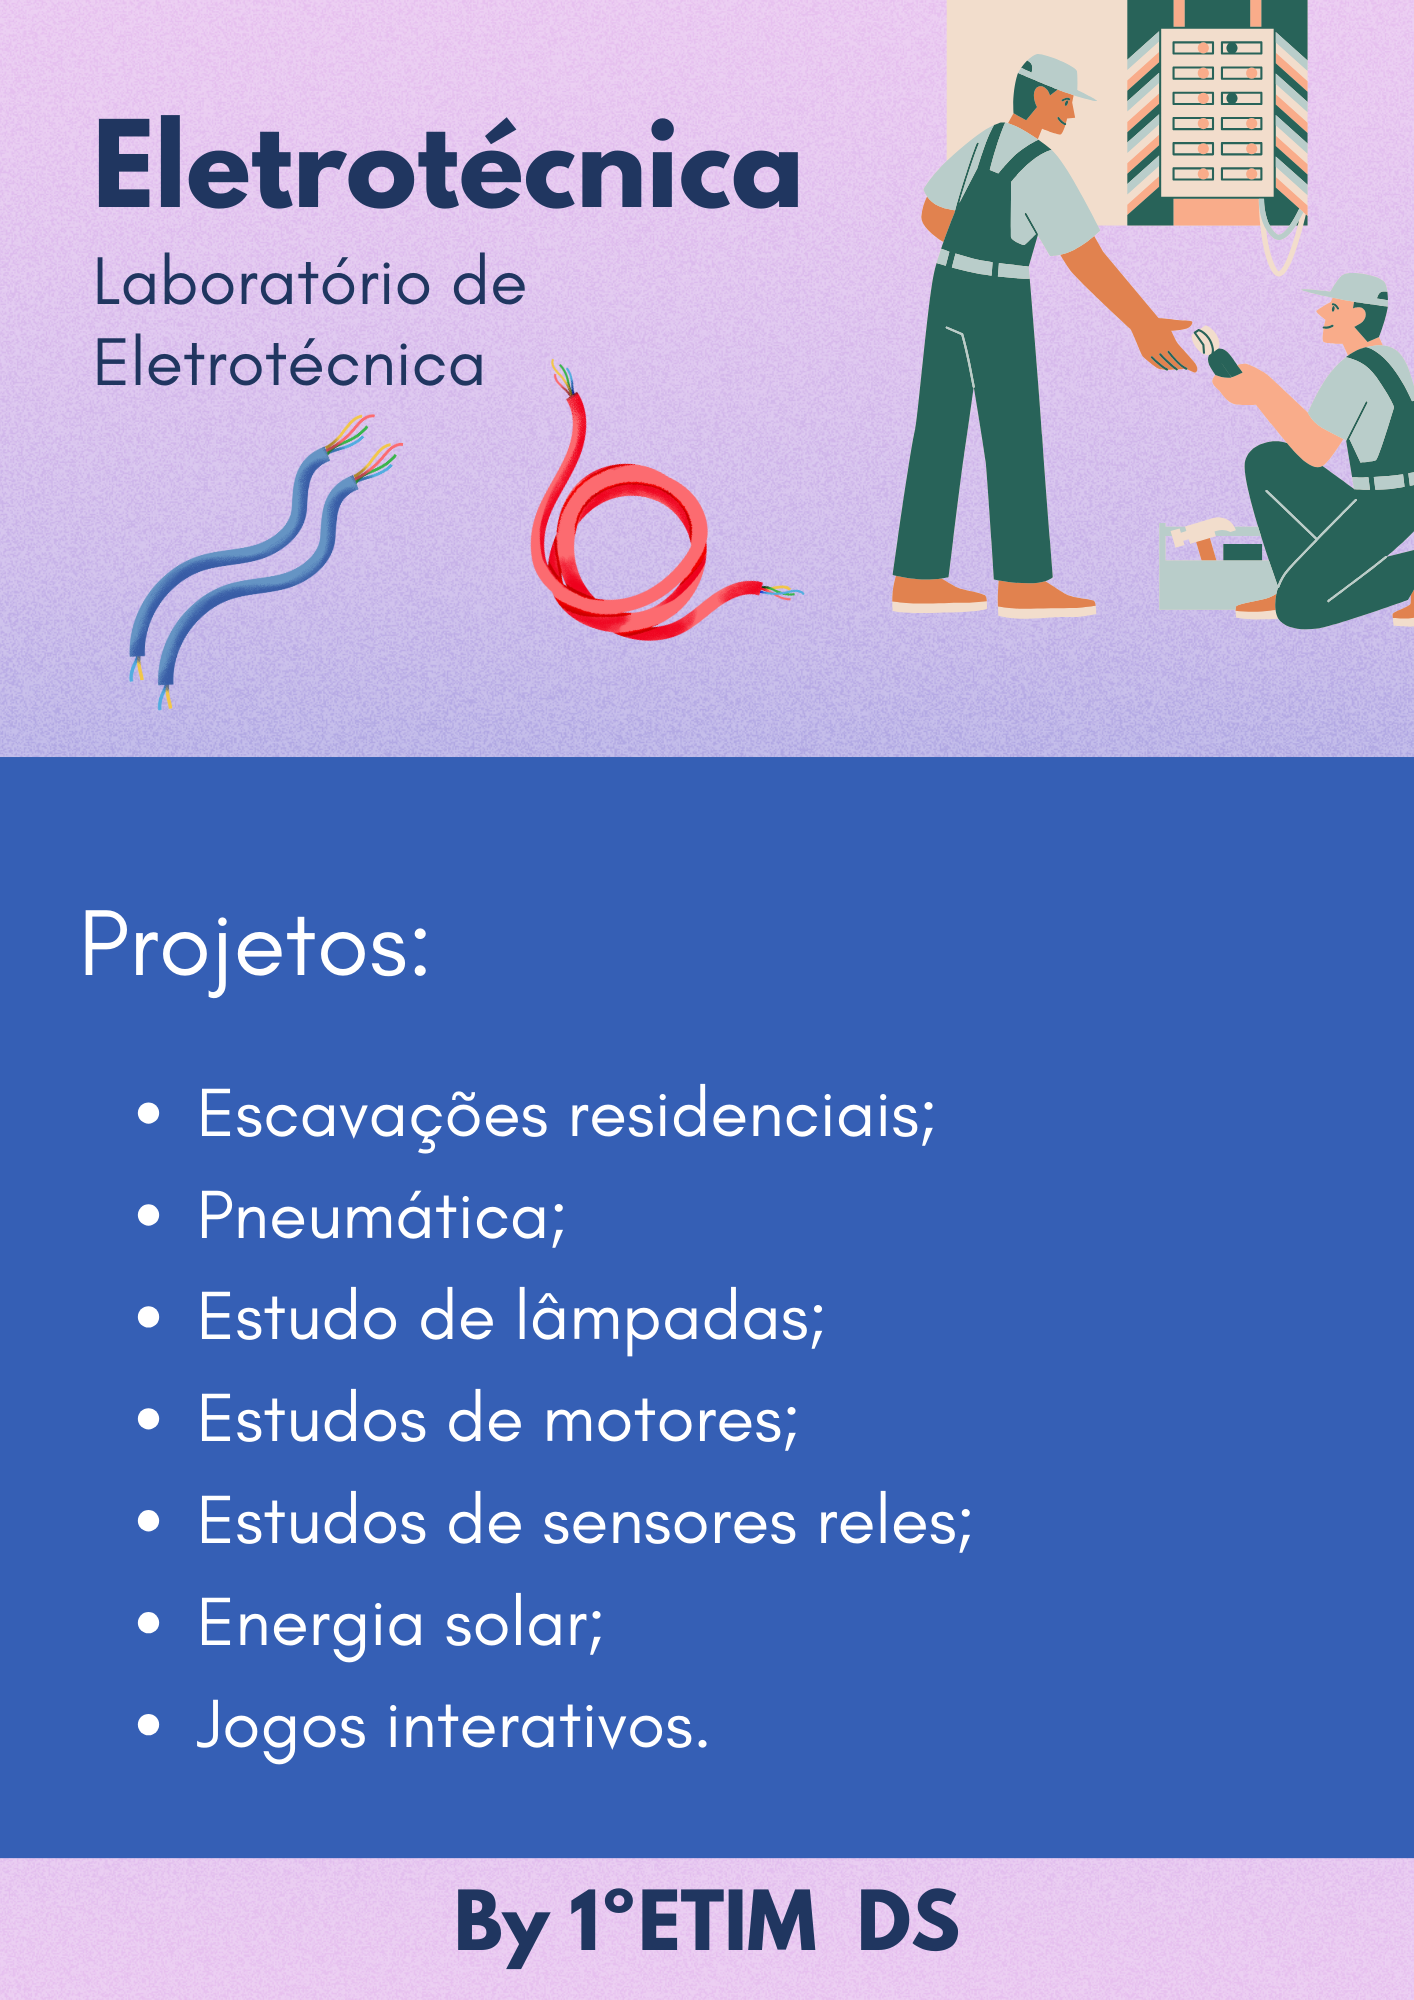 Eletrotécnica
Laboratório de
Eletrotécnica
Projetos:
• Escavações residenciais;
• Pneumática;
• Estudo de lâmpadas;
• Estudos de motores;
• Estudos de sensores reles;
• Energia solar;
• Jogos interativos.
By 1°ETIM DS